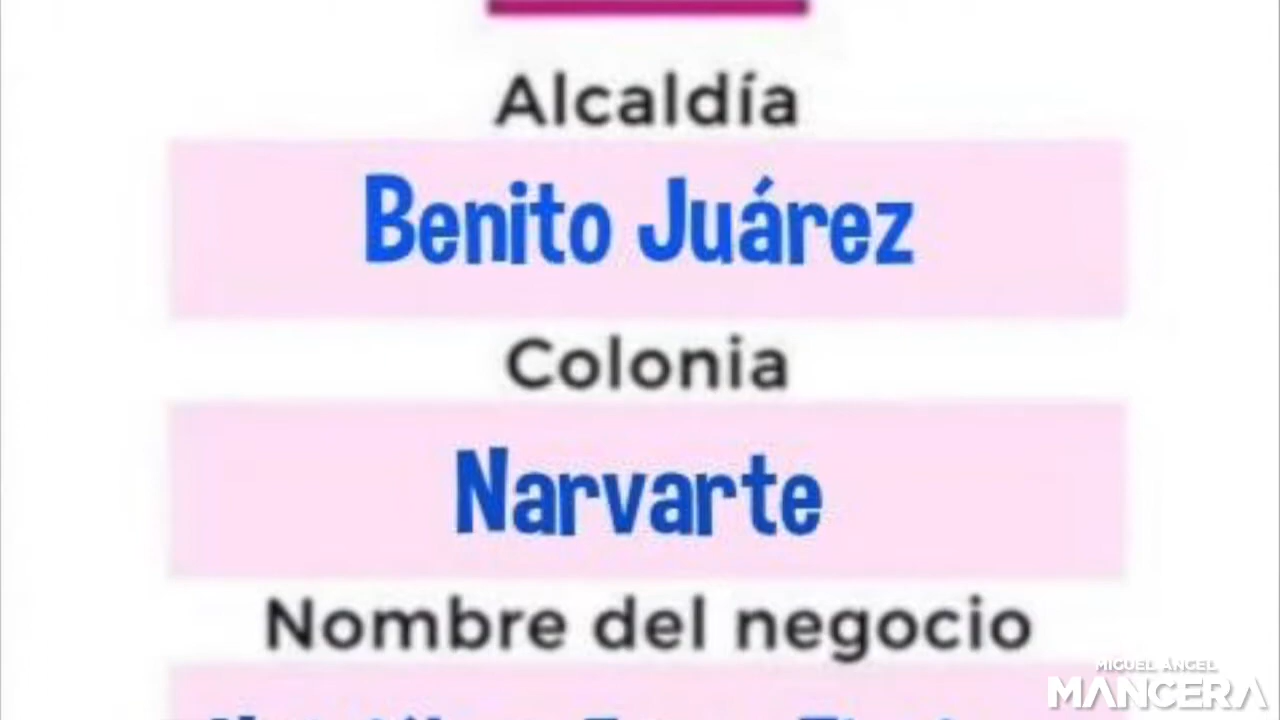 Alcaldía
Benito Juárez
Colonia
Narvarte
Nombre del negocio
MIGUEL ÁNGEL
MANCERA